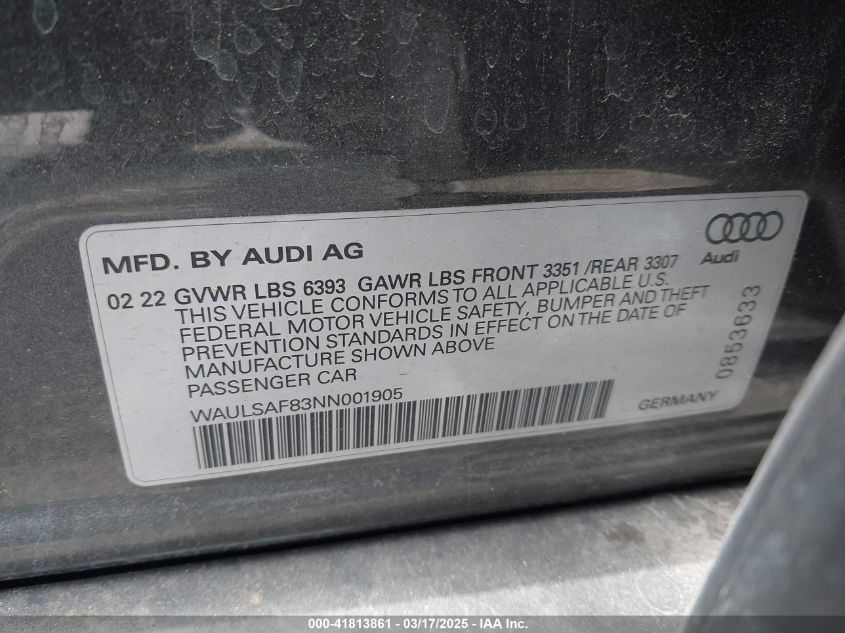 MFD. BY AUDI AG
Audi
02 22 GVWR LBS 6393 GAWR LBS FRONT 3351 /REAR 3307
THIS VEHICLE CONFORMS TO ALL APPLICABLE U.S.
FEDERAL MOTOR VEHICLE SAFETY, BUMPER AND THEFT
PREVENTION STANDARDS IN EFFECT ON THE DATE OF
MANUFACTURE SHOWN ABOVE
PASSENGER CAR
0853633
WAULSAF83NN001905
GERMANY
000-41813861 - 03/17/2025 - IAA Inc.